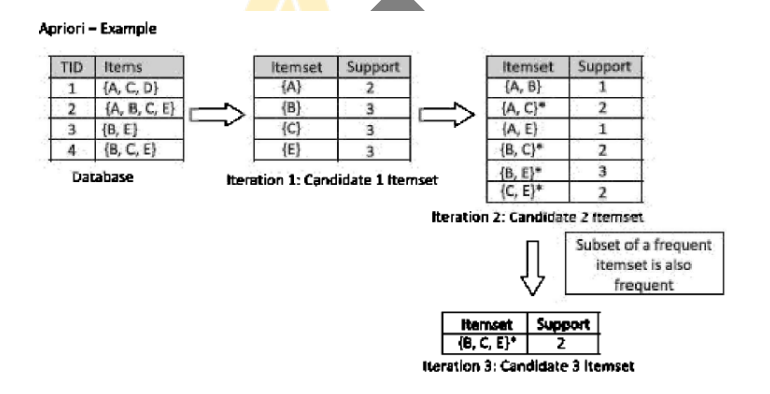 Apriori – Example
TID Items
1 {A, C, D}
2 {A, B, C, E}
3 {B, E}
4 {B, C, E}
Database
Itemset Support
{A} 2
{B} 3
{C} 3
{E} 3
Iteration 1: Candidate 1 Itemset
Itemset Support
{A, B} 1
{A, C}* 2
{A, E} 1
{B, C}* 2
{B, E}* 3
{C, E}* 2
Iteration 2: Candidate 2 Itemset
Subset of a frequent
itemset is also
frequent
Itemset Support
{B, C, E}* 2
Iteration 3: Candidate 3 Itemset